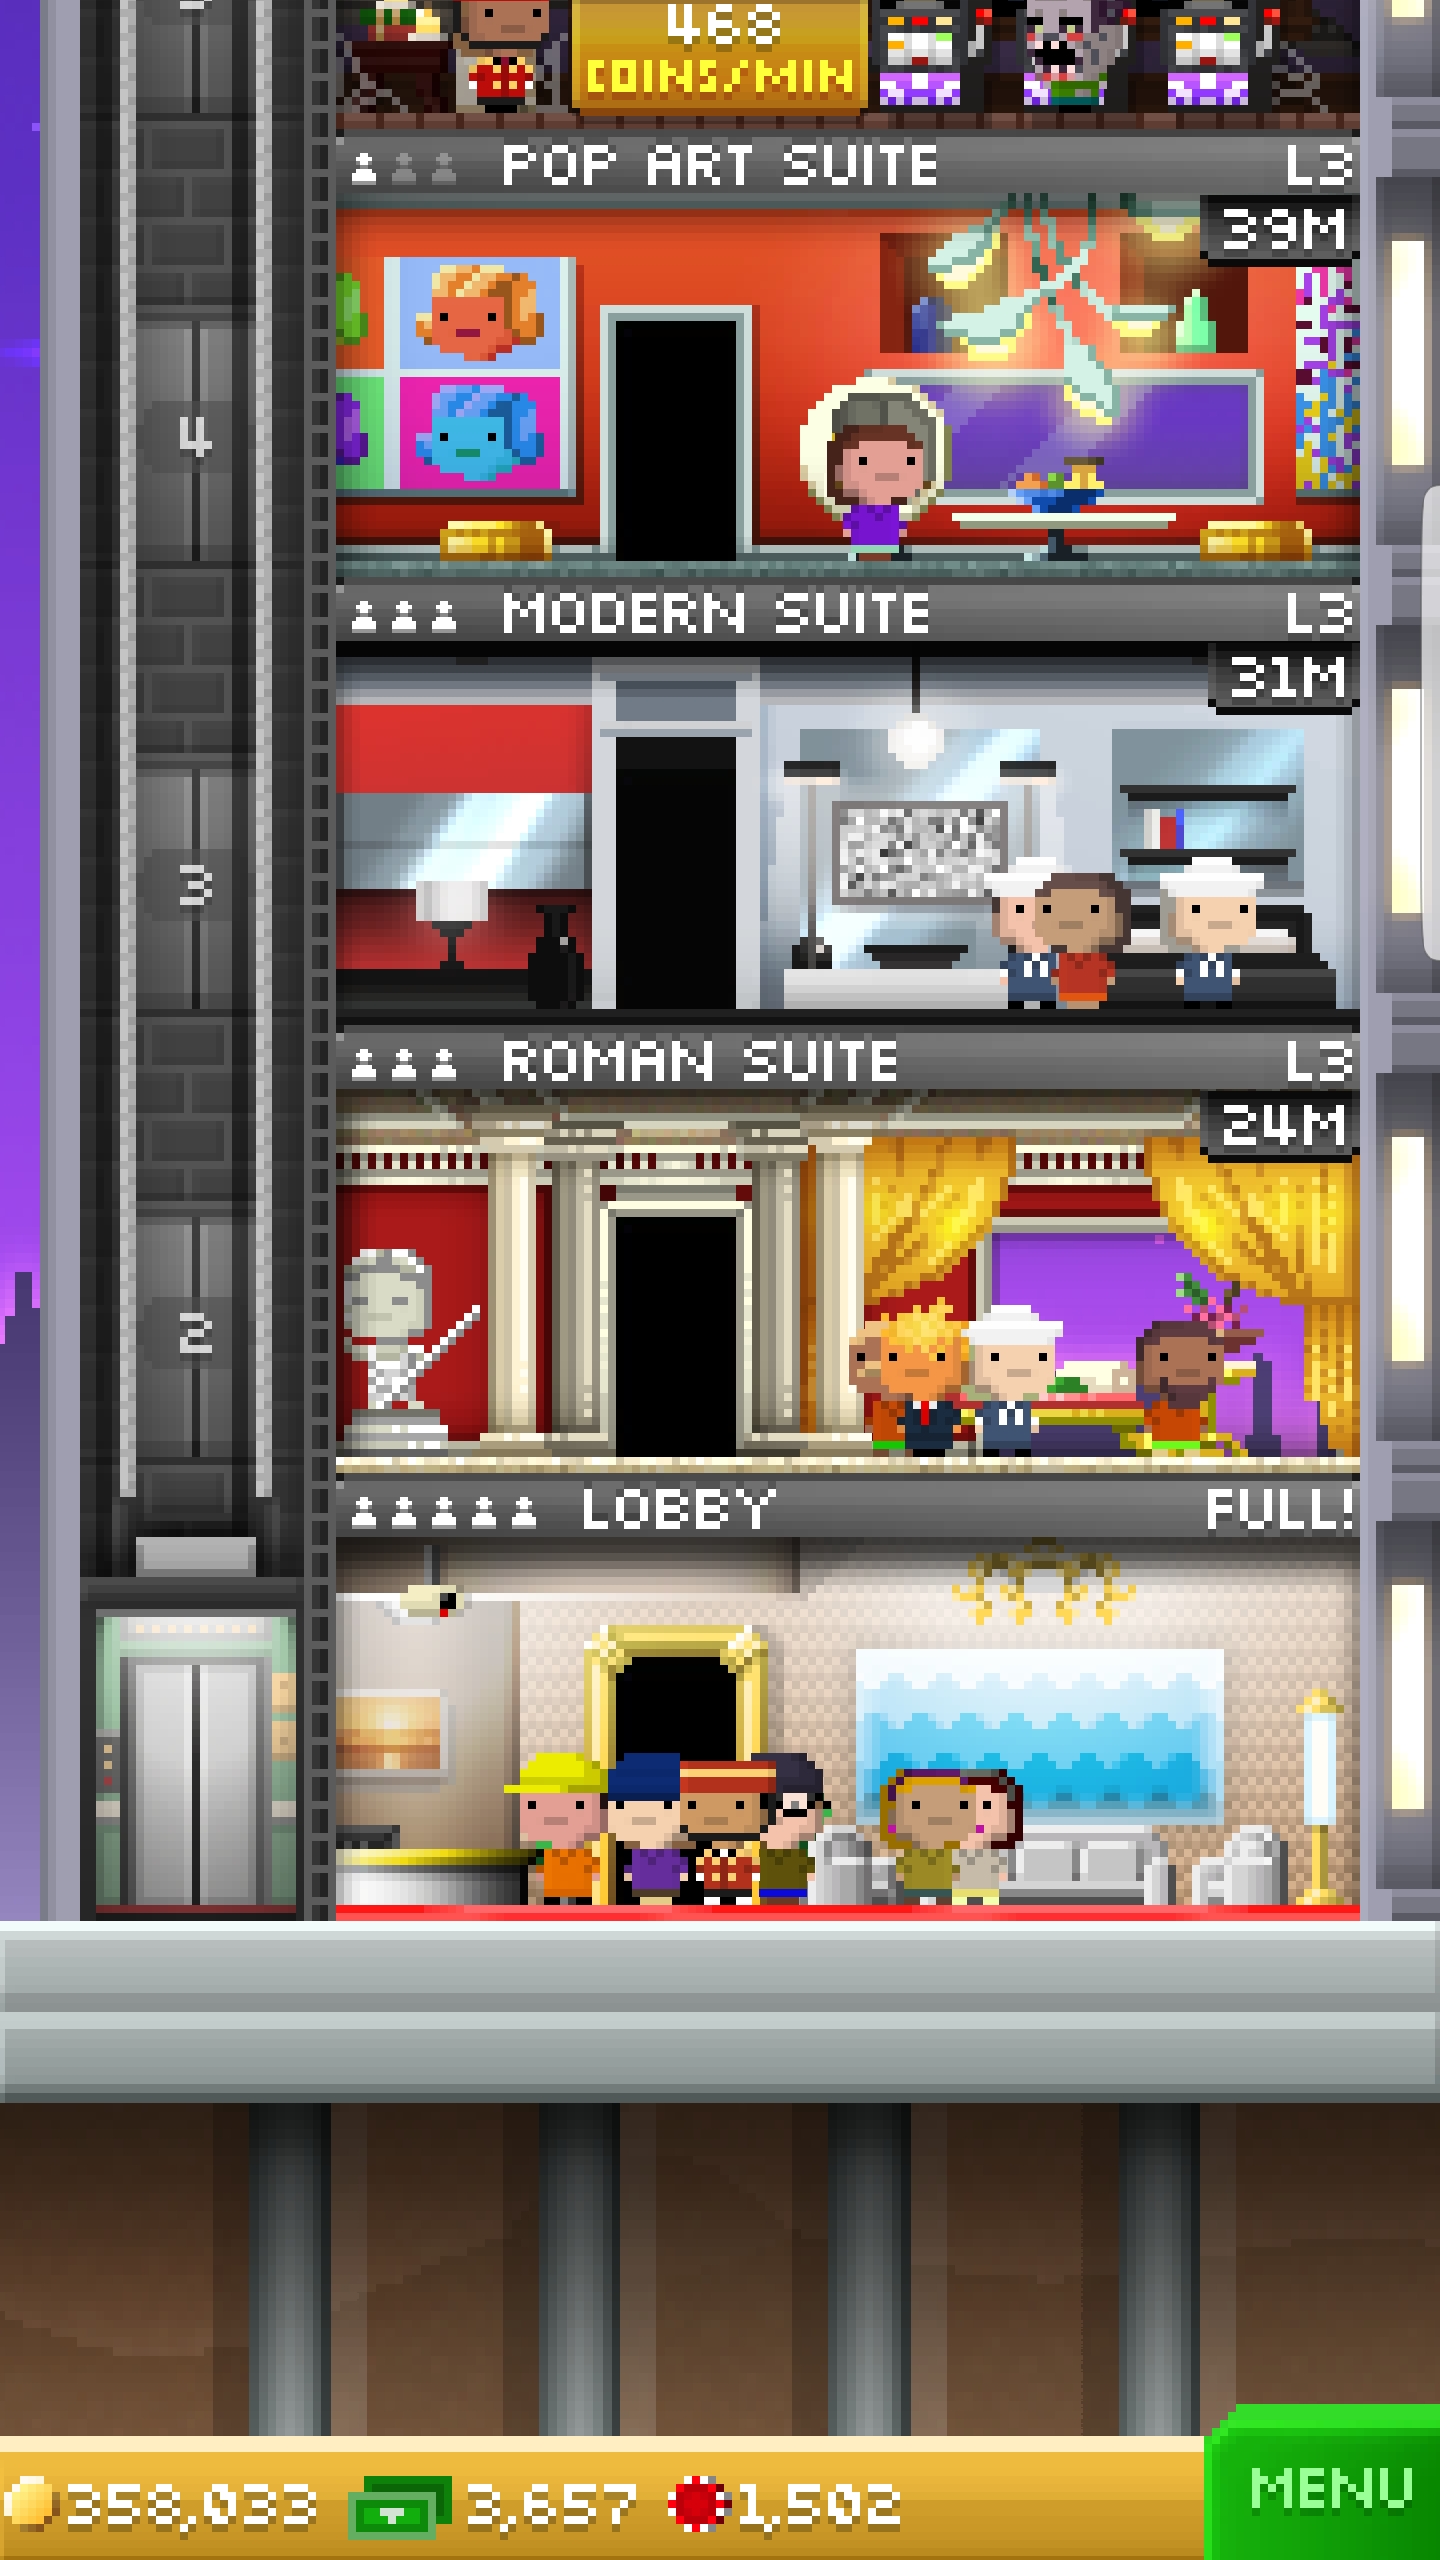 468
COINS/MIN
POP ART SUITE L3
39M
4
MODERN SUITE L3
31M
3
ROMAN SUITE L3
24M
2
LOBBY FULL!
358,033 3,657 1,502 MENU